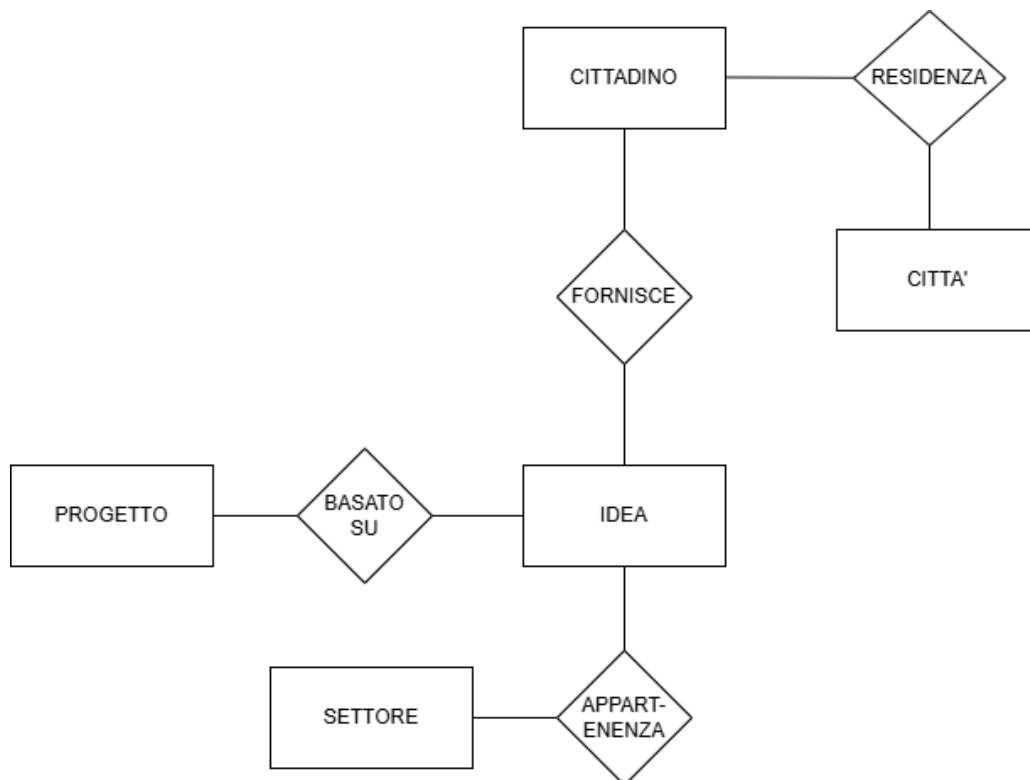 CITTADINO
RESIDENZA
CITTA'
FORNISCE
PROGETTO
BASATO
SU
IDEA
SETTORE
APPART-
ENENZA